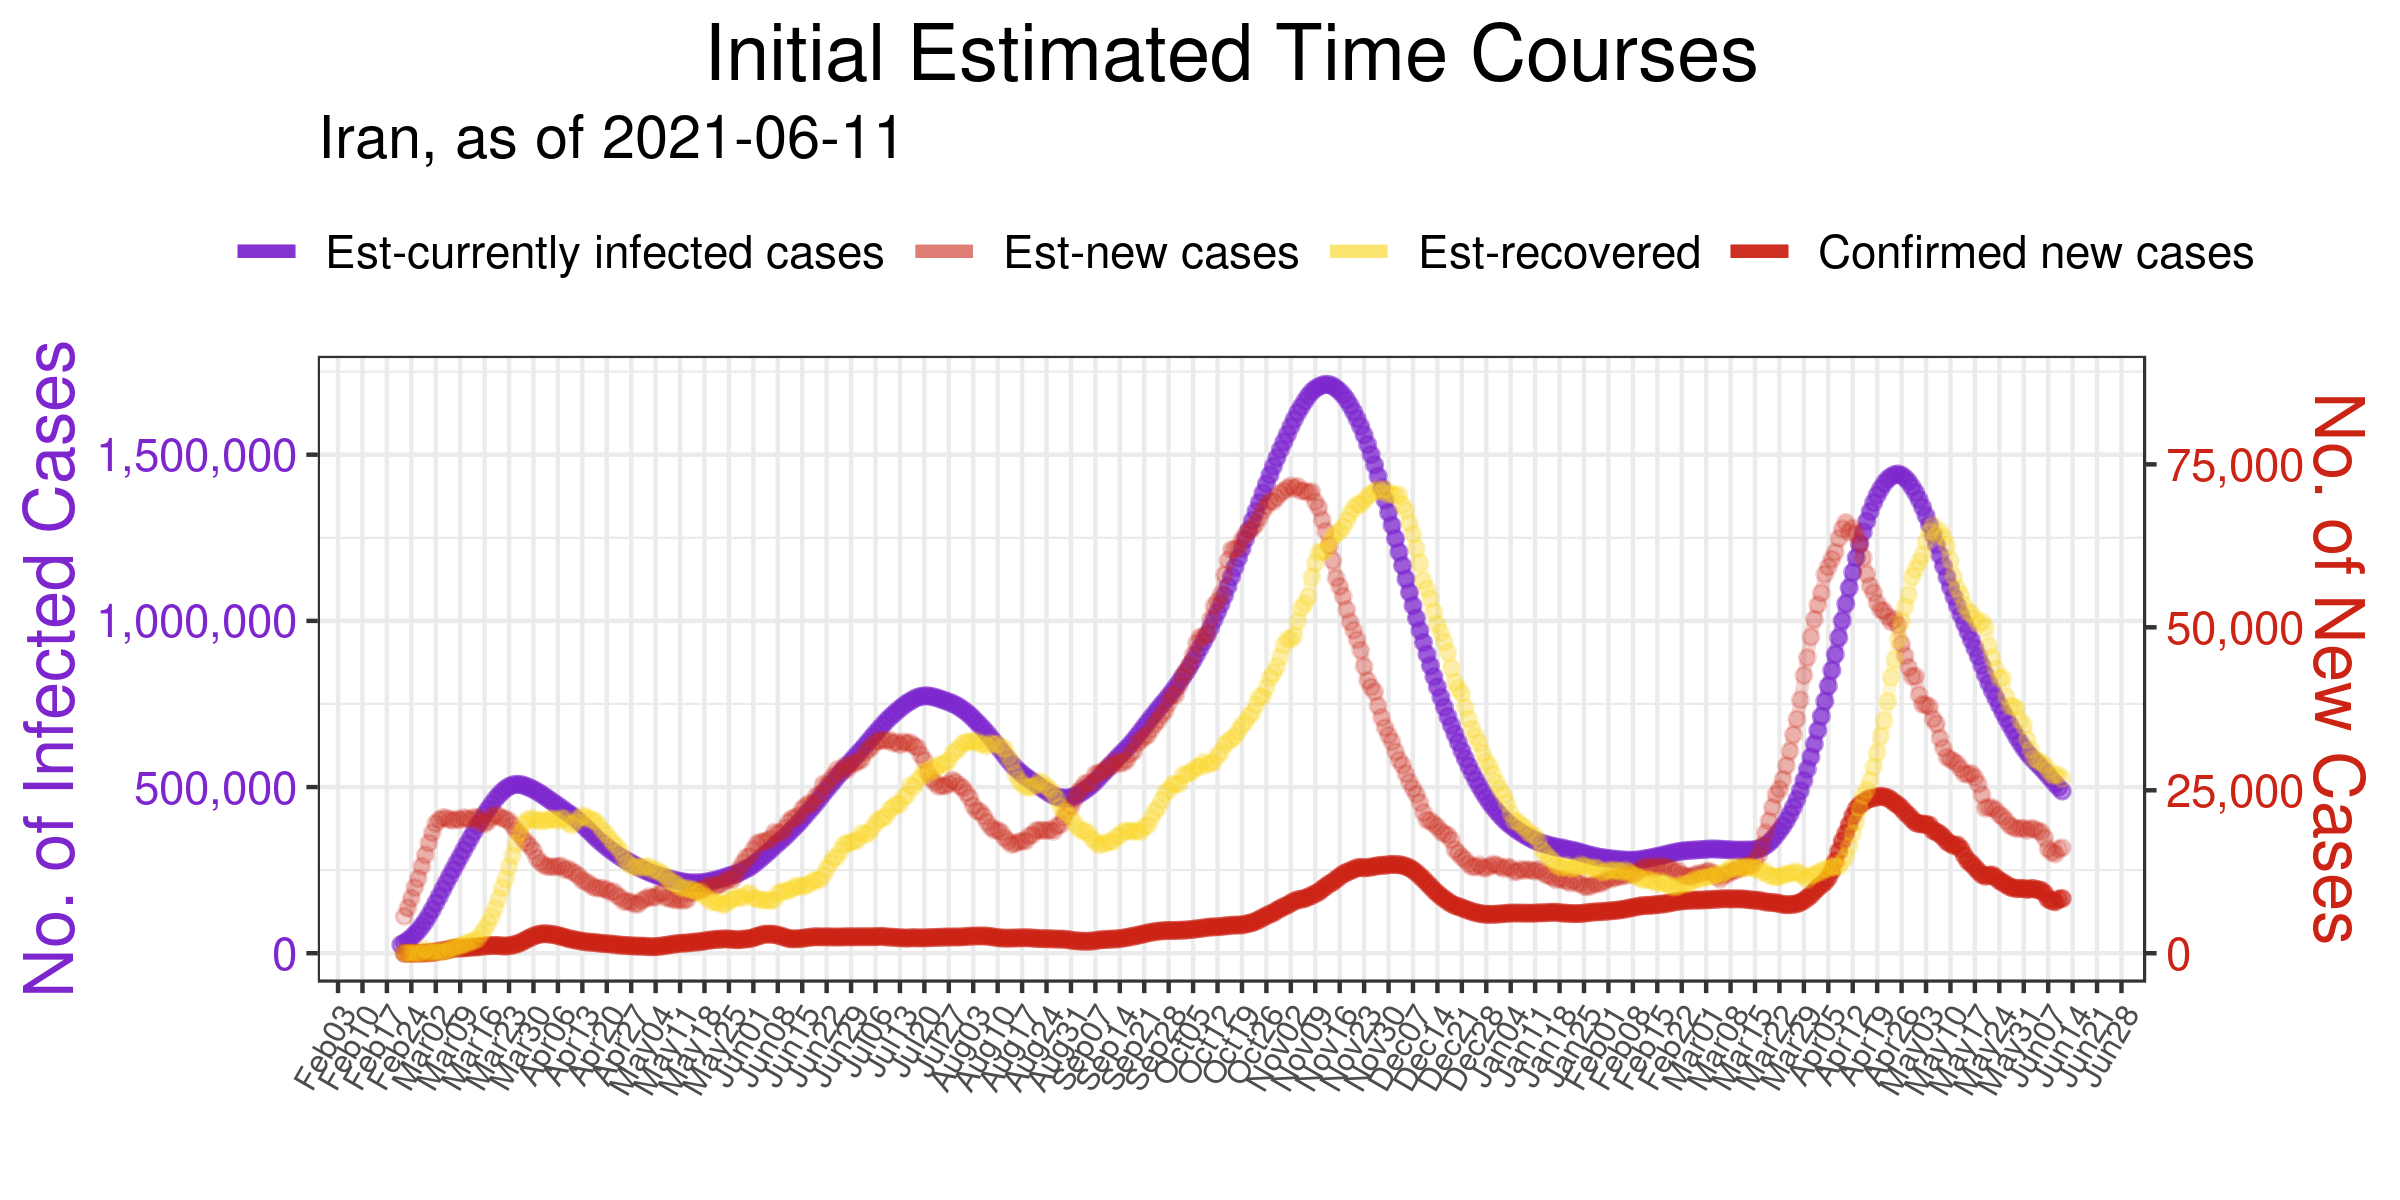 Initial Estimated Time Courses
Iran, as of 2021-06-11
Est-currently infected cases Est-new cases Est-recovered Confirmed new cases
No. of Infected Cases
1,500,000
1,000,000
500,000
0
75,000
50,000
25,000
0
No. of New Cases
Feb03 Feb10 Feb17 Feb24 Mar02 Mar09 Mar16 Mar23 Mar30 Apr06 Apr13 Apr20 Apr27 May04 May11 May18 May25 Jun01 Jun08 Jun15 Jun22 Jun29 Jul06 Jul13 Jul20 Jul27 Aug03 Aug10 Aug17 Aug24 Aug31 Sep07 Sep14 Sep21 Sep28 Oct05 Oct12 Oct19 Oct26 Nov02 Nov09 Nov16 Nov23 Nov30 Dec07 Dec14 Dec21 Dec28 Jan04 Jan11 Jan18 Jan25 Feb01 Feb08 Feb15 Feb22 Mar01 Mar08 Mar15 Mar22 Mar29 Apr05 Apr12 Apr19 Apr26 May03 May10 May17 May24 May31 Jun07 Jun14 Jun21 Jun28